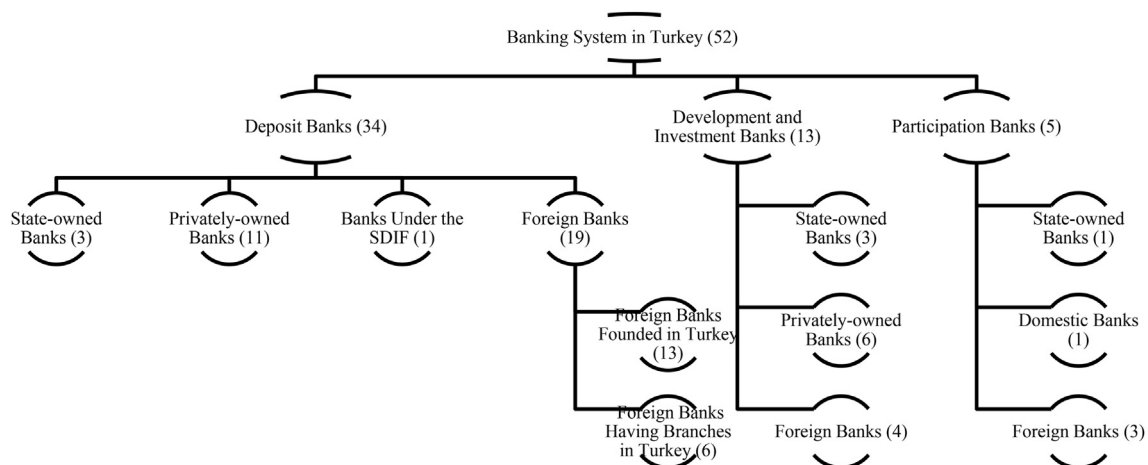 Banking System in Turkey (52)
Deposit Banks (34)
Development and
Investment Banks (13)
Participation Banks (5)
State-owned
Banks (3)
Privately-owned
Banks (11)
Banks Under the
SDIF (1)
Foreign Banks
(19)
Foreign Banks
Founded in Turkey
(13)
Foreign Banks
Having Branches
in Turkey (6)
State-owned
Banks (3)
Privately-owned
Banks (6)
Foreign Banks (4)
State-owned
Banks (1)
Domestic Banks
(1)
Foreign Banks (3)